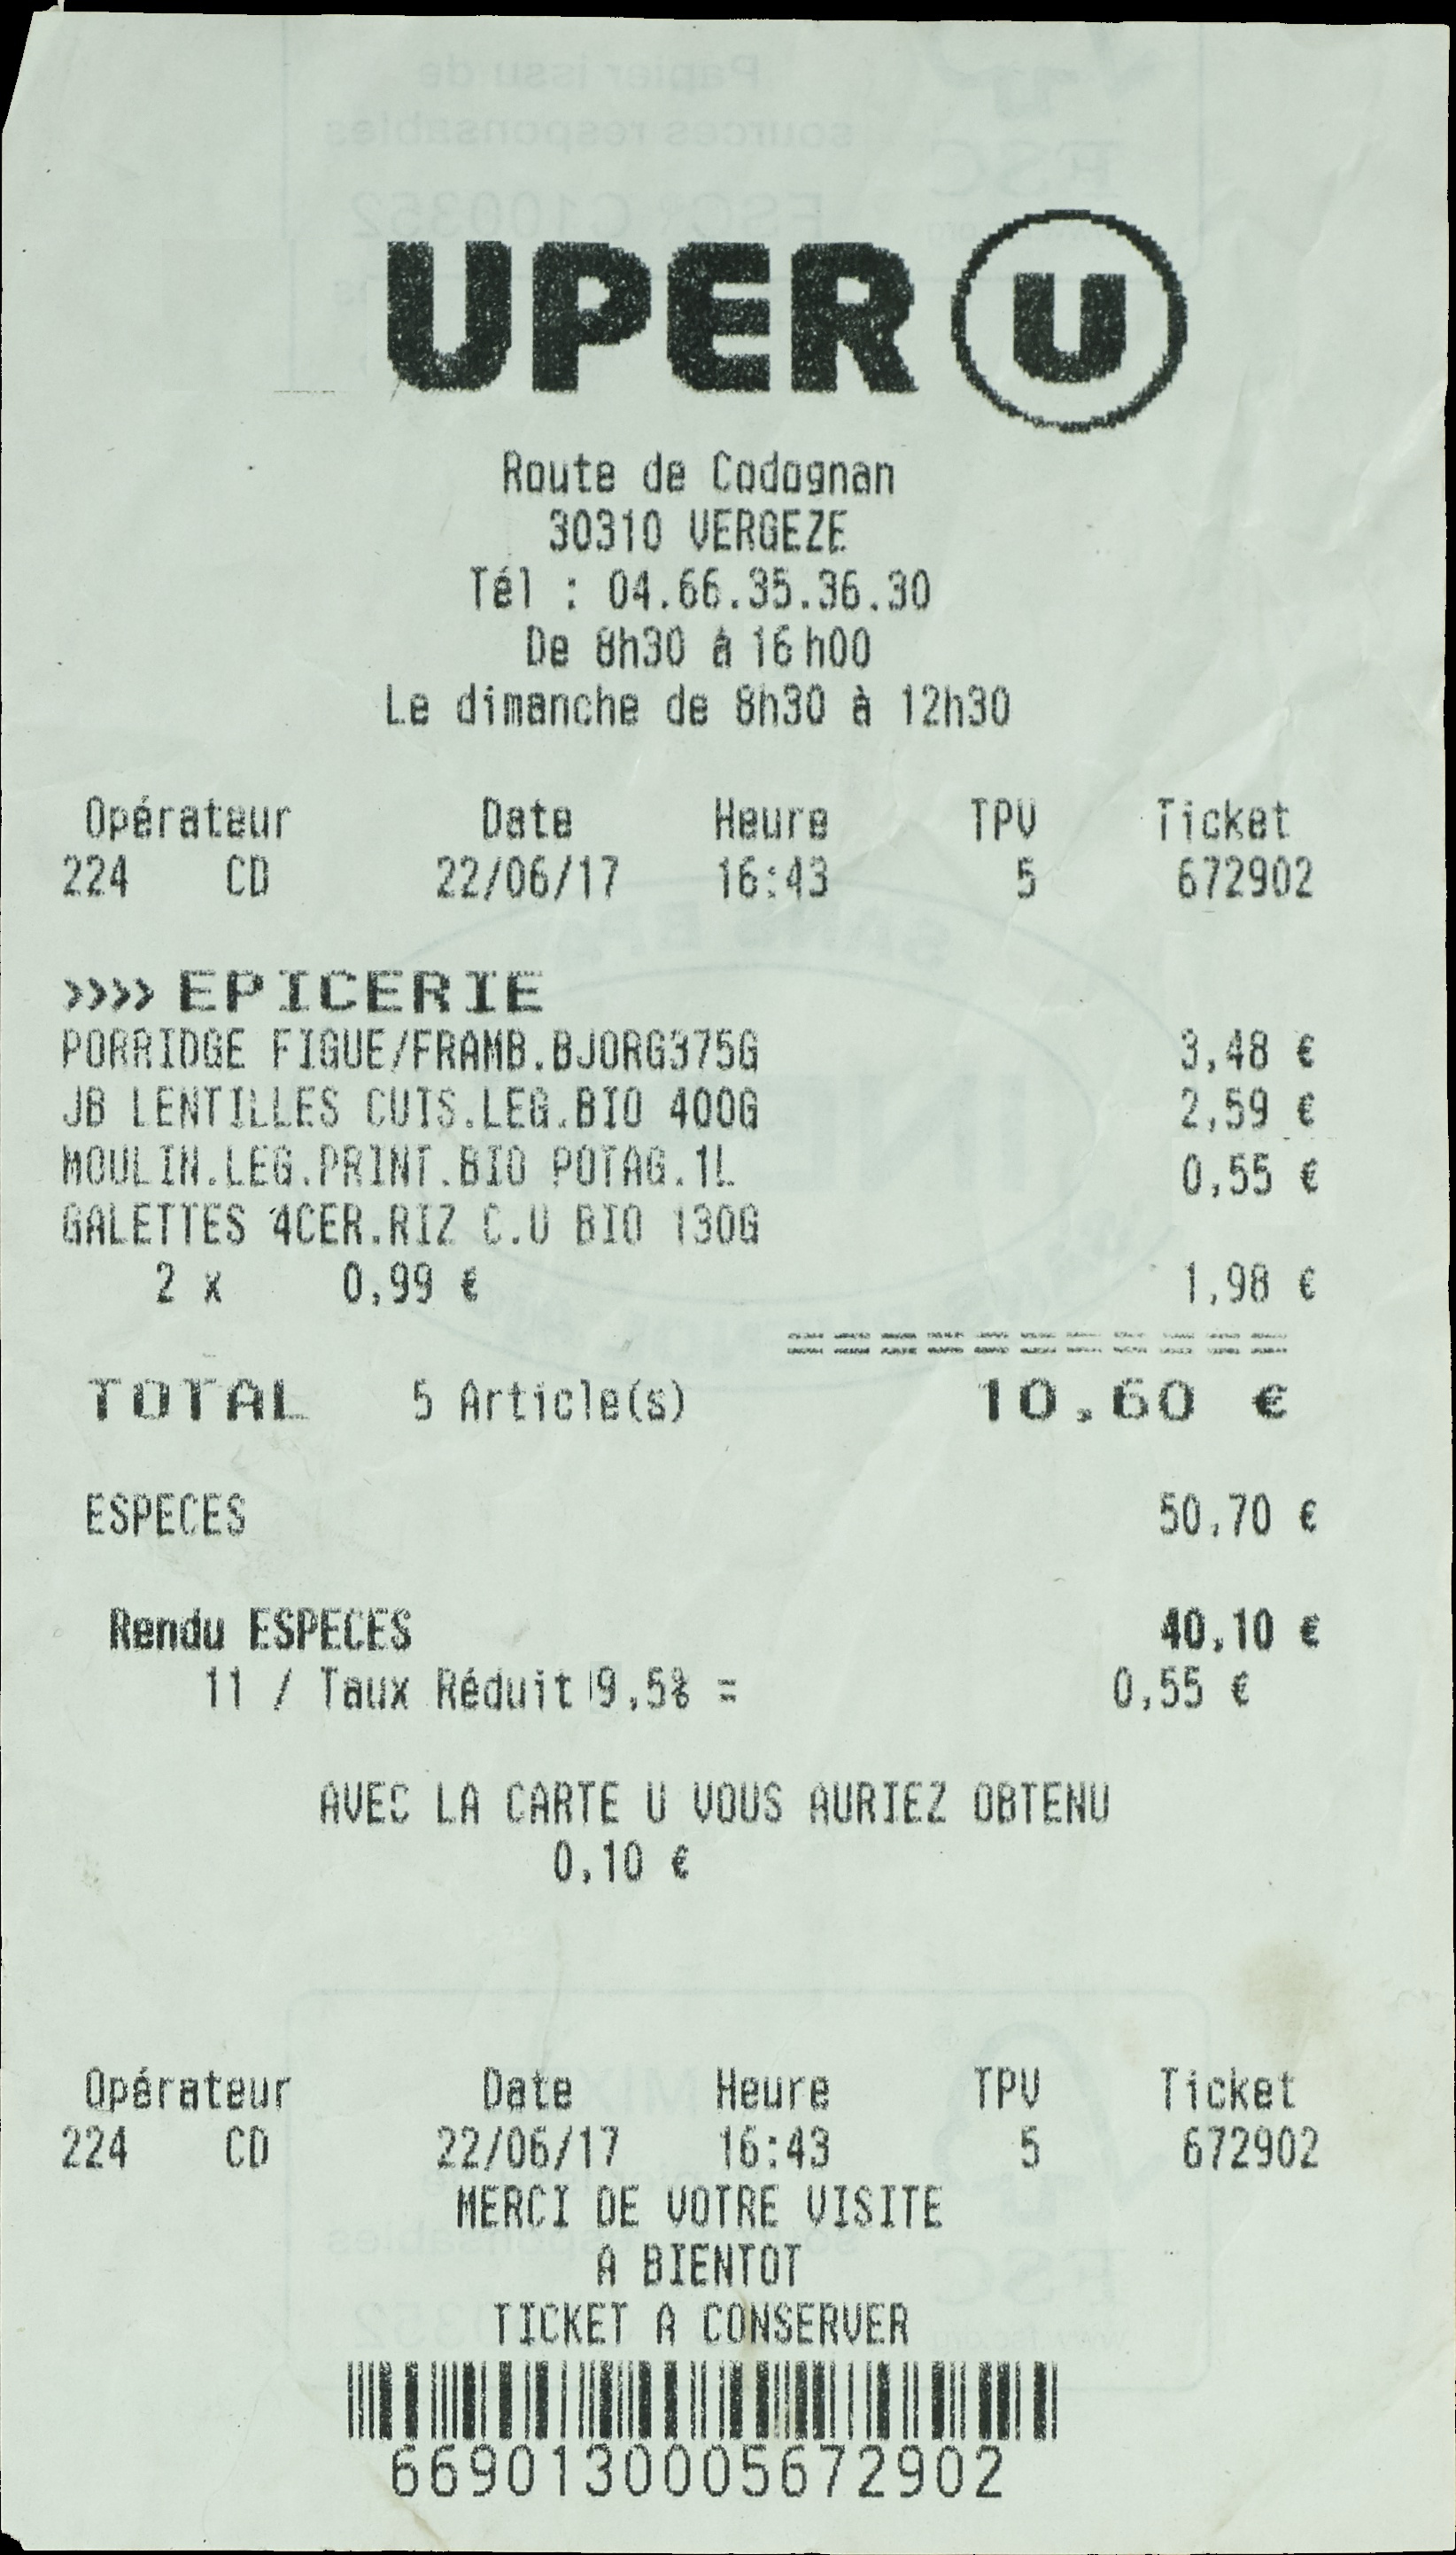 UPER U
Route de Codognan
30310 VERGEZE
Tél : 04.66.35.36.30
De 8h30 à 16 h00
Le dimanche de 8h30 à 12h30
Opérateur Date Heure TPV Ticket
224 CD 22/06/17 16:43 5 672902
>>>> EPICERIE
PORRIDGE FIGUE/FRAMB.BJORG375G 3,48 €
JB LENTILLES CUIS.LEG.BIO 400G 2,59 €
MOULIN.LEG.PRINT.BIO POTAG.1L 0,55 €
GALETTES 4CER.RIZ C.U BIO 130G
2 x 0,99 € 1,98 €
===========
TOTAL 5 Article(s) 10,60 €
ESPECES 50,70 €
Rendu ESPECES 40,10 €
11 / Taux Réduit 9,5% = 0,55 €
AVEC LA CARTE U VOUS AURIEZ OBTENU
0,10 €
Opérateur Date Heure TPV Ticket
224 CD 22/06/17 16:43 5 672902
MERCI DE VOTRE VISITE
A BIENTOT
TICKET A CONSERVER
6690130005672902